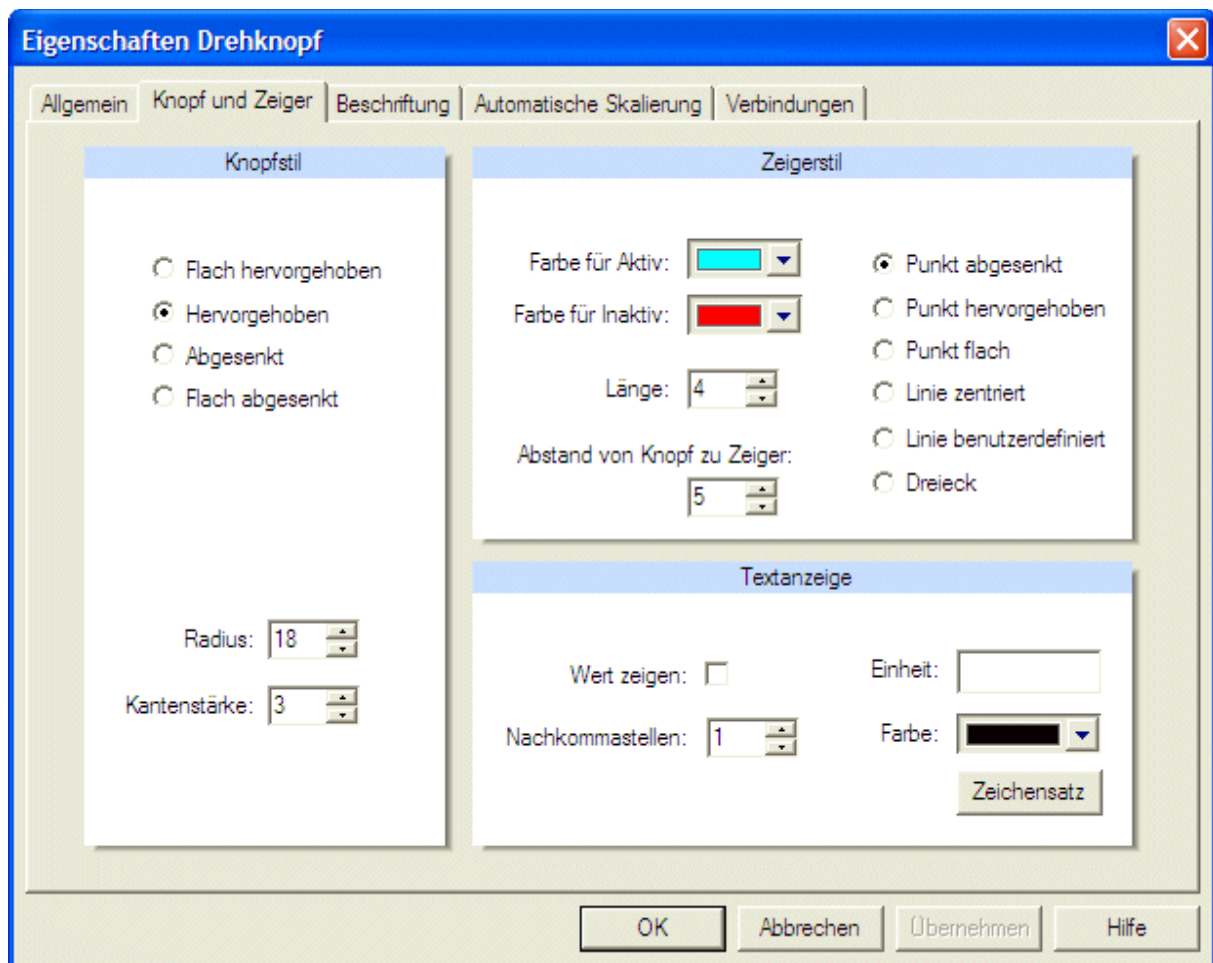 Eigenschaften Drehknopf
Allgemein
Knopf und Zeiger
Beschriftung
Automatische Skalierung
Verbindungen
Knopfstil
Flach hervorgehoben
Hervorgehoben
Abgesenkt
Flach abgesenkt
Radius: 18
Kantenstärke: 3
Zeigerstil
Farbe für Aktiv:
Farbe für Inaktiv:
Länge: 4
Abstand von Knopf zu Zeiger:
5
Punkt abgesenkt
Punkt hervorgehoben
Punkt flach
Linie zentriert
Linie benutzerdefiniert
Dreieck
Textanzeige
Wert zeigen:
Nachkommastellen: 1
Einheit:
Farbe:
Zeichensatz
OK
Abbrechen
Übernehmen
Hilfe